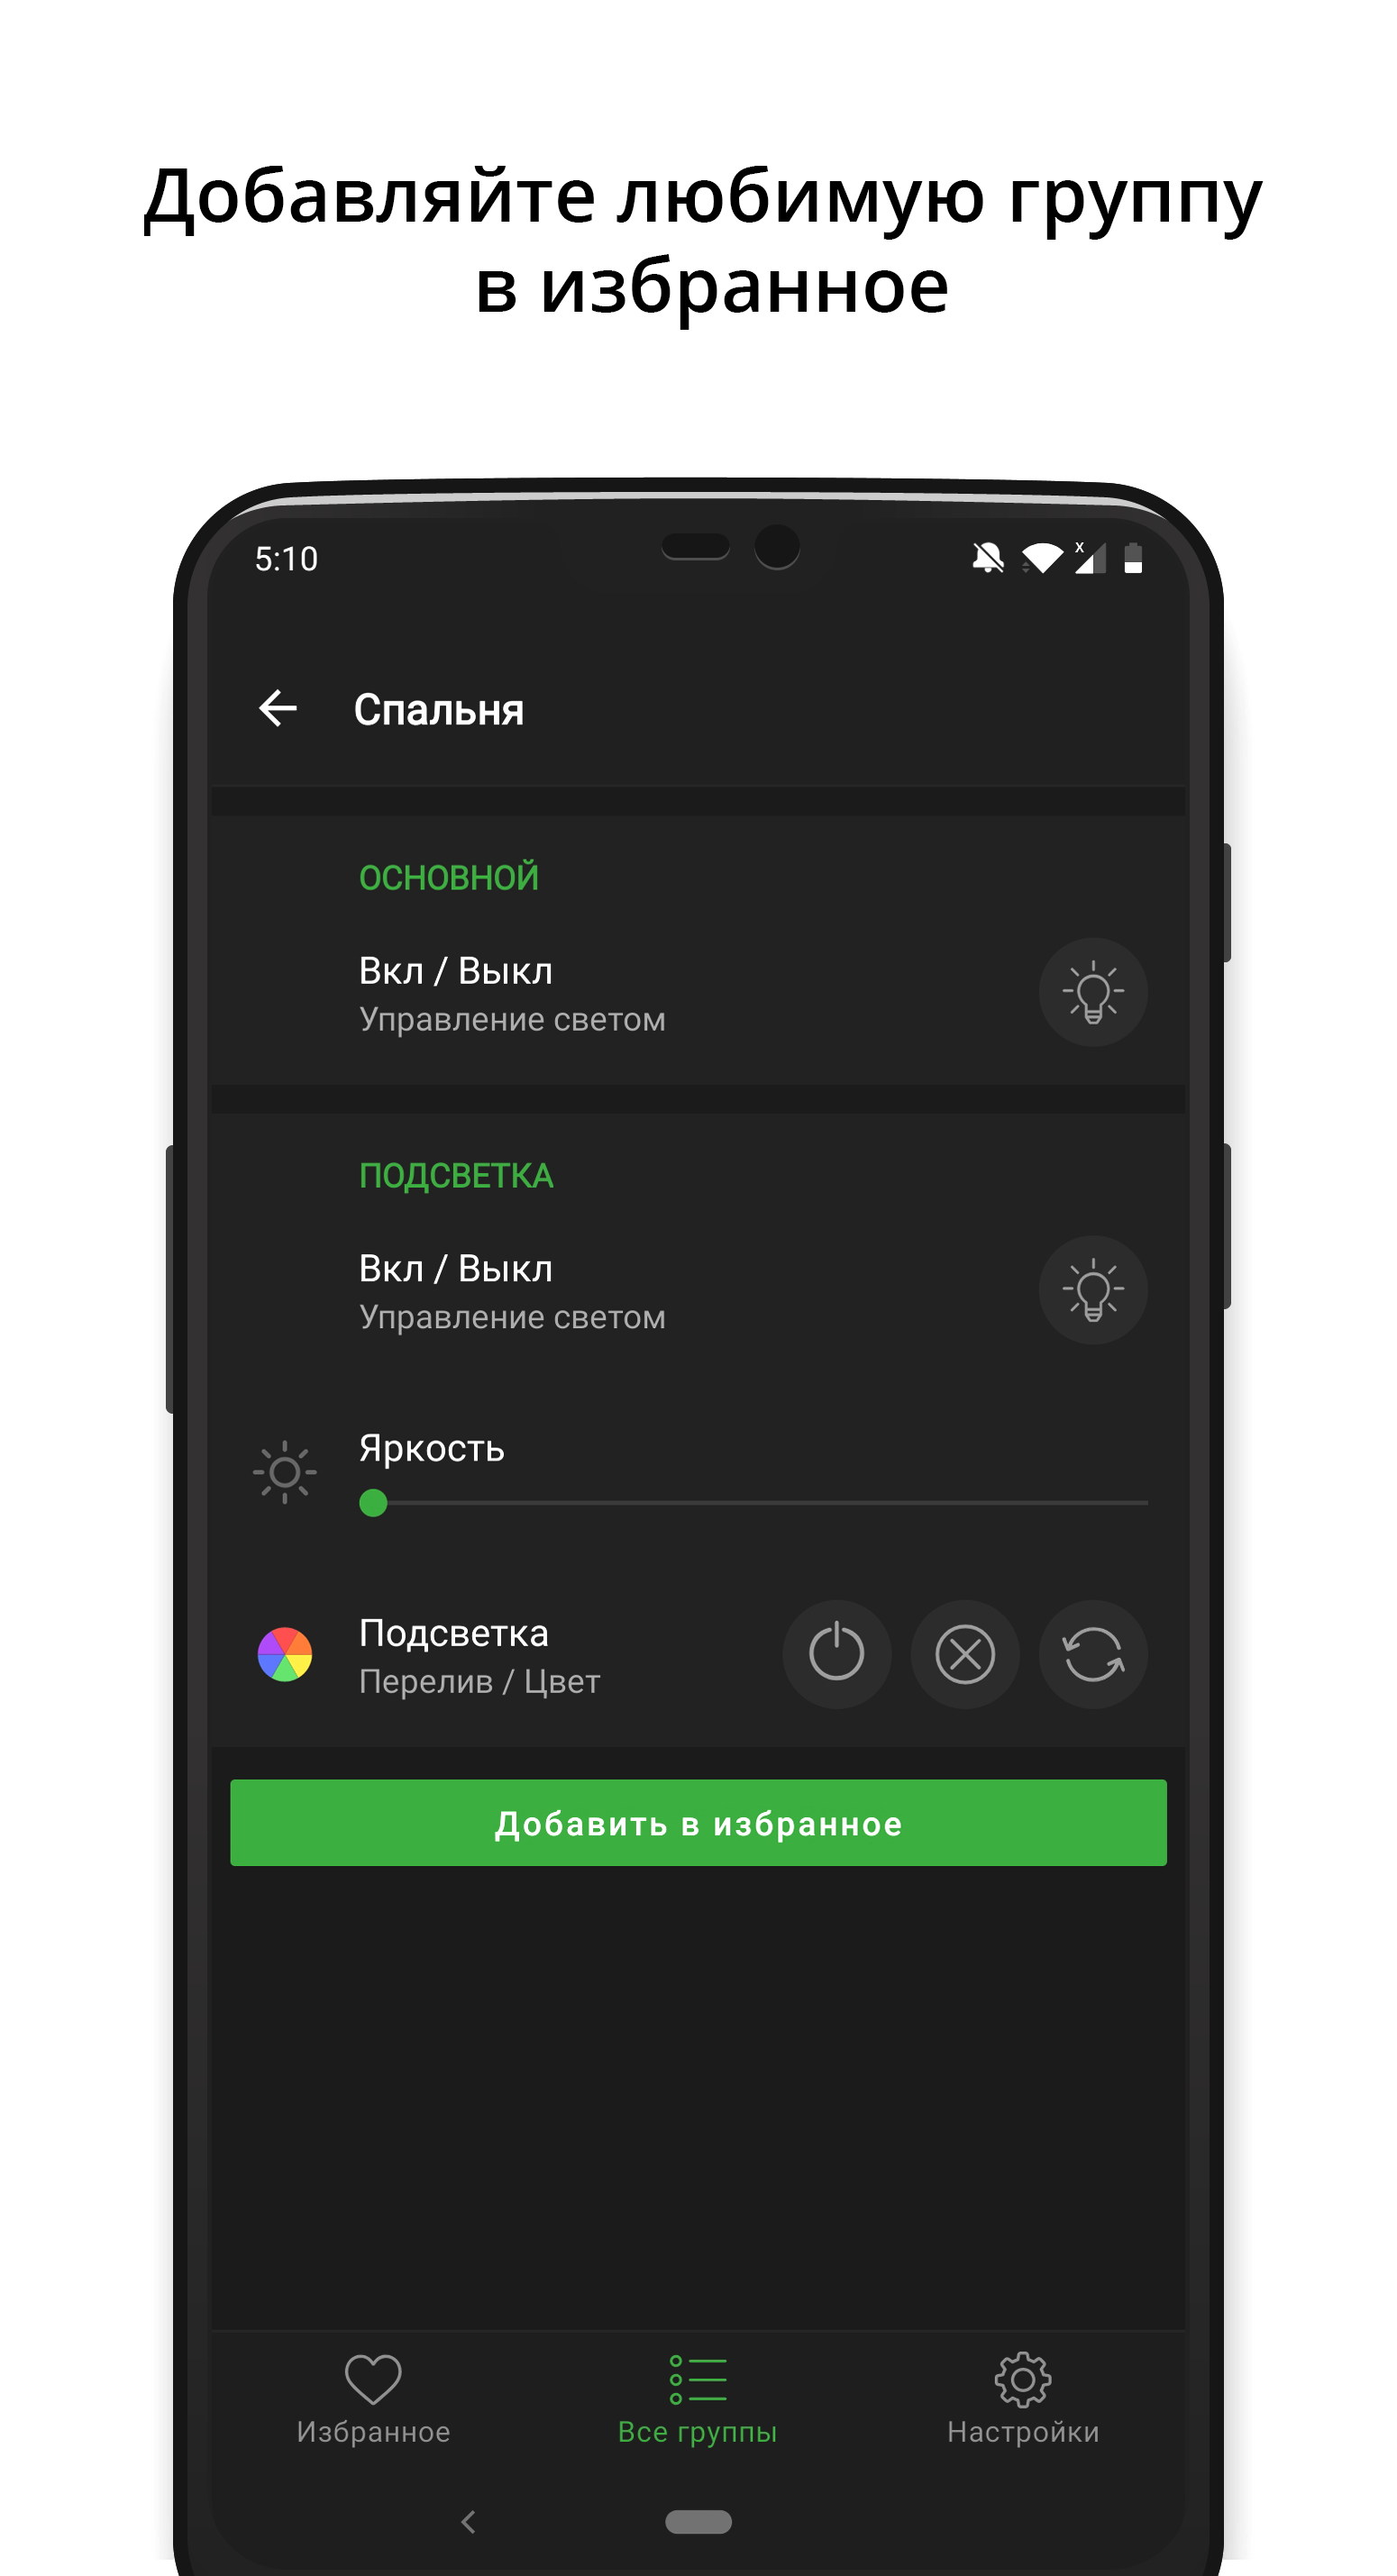 Добавляйте любимую группу
в избранное
5:10
x
Спальня
ОСНОВНОЙ
Вкл / Выкл
Управление светом
ПОДСВЕТКА
Вкл / Выкл
Управление светом
Яркость
Подсветка
Перелив / Цвет
Добавить в избранное
Избранное
Все группы
Настройки